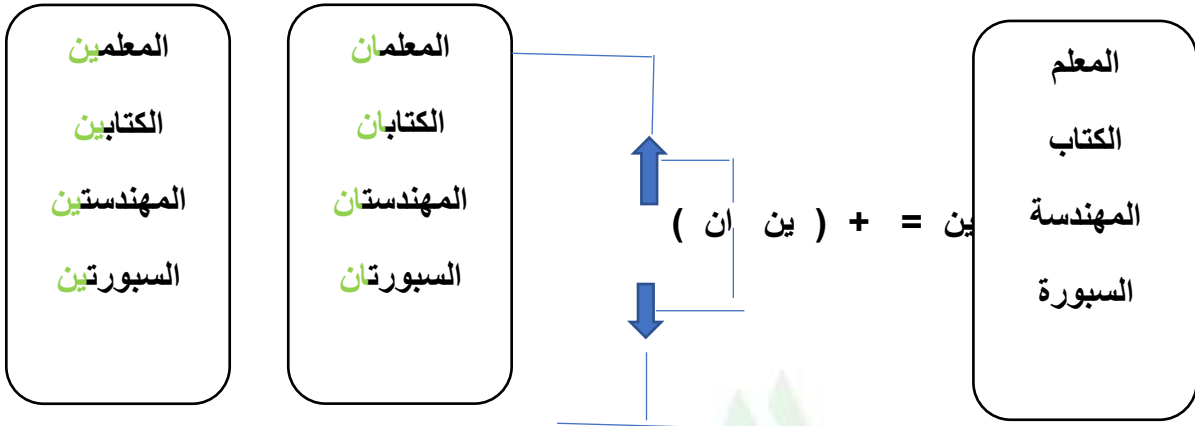 المعلم
الكتاب
المهندسة
السبورة
ين = + ( ين ان )
المعلمان
الكتابان
المهندستان
السبورتان
المعلمين
الكتابين
المهندستين
السبورتين